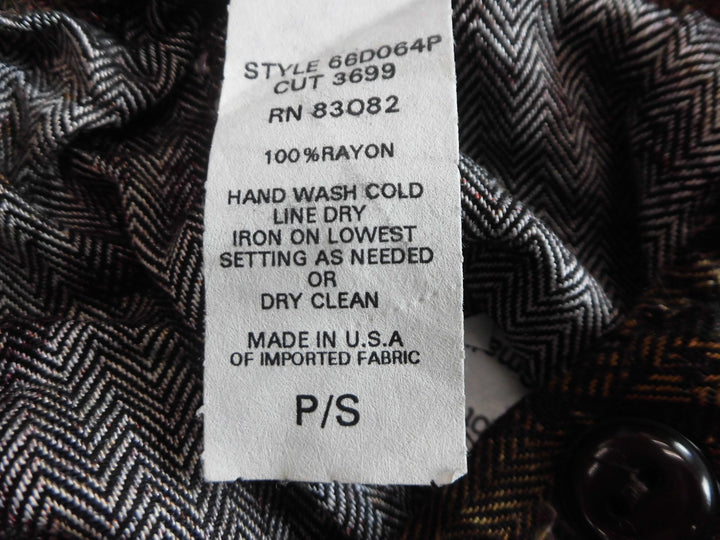 STYLE 66D064P
CUT 3699
RN 83082
100%RAYON
HAND WASH COLD
LINE DRY
IRON ON LOWEST
SETTING AS NEEDED
OR
DRY CLEAN
MADE IN U.S.A
OF IMPORTED FABRIC
P/S